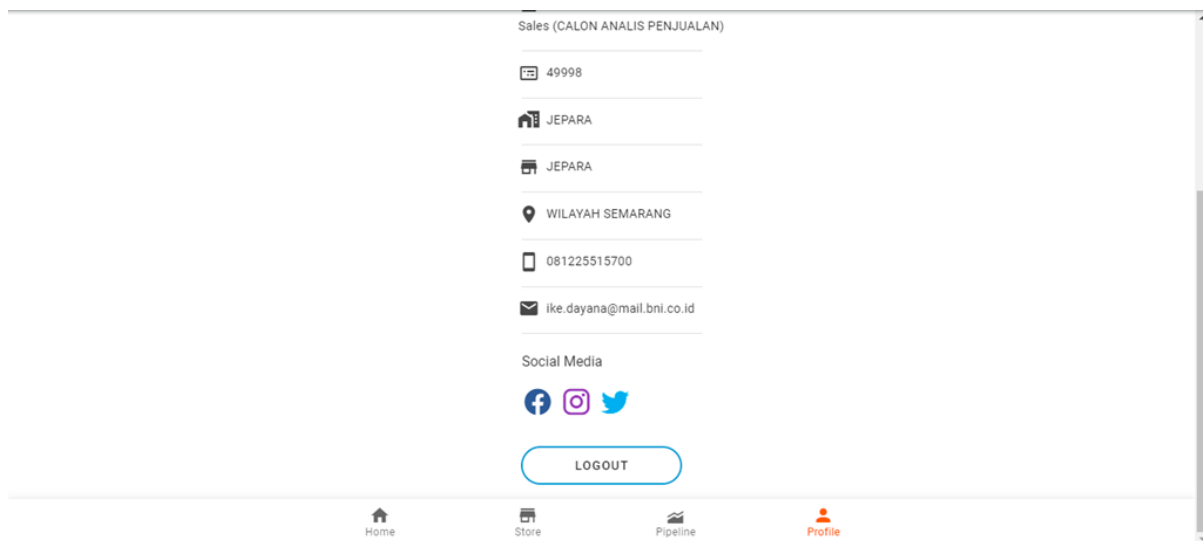 Sales (CALON ANALIS PENJUALAN)
49998
JEPARA
JEPARA
WILAYAH SEMARANG
081225515700
ike.dayana@mail.bni.co.id
Social Media
LOGOUT
Home
Store
Pipeline
Profile